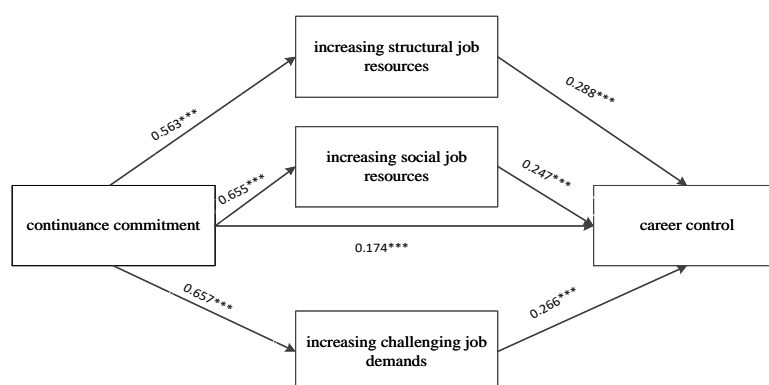 increasing structural job
resources
0.563***
0.288***
increasing social job
resources
0.655***
0.247***
continuance commitment
career control
0.174***
0.657***
0.266***
increasing challenging job
demands